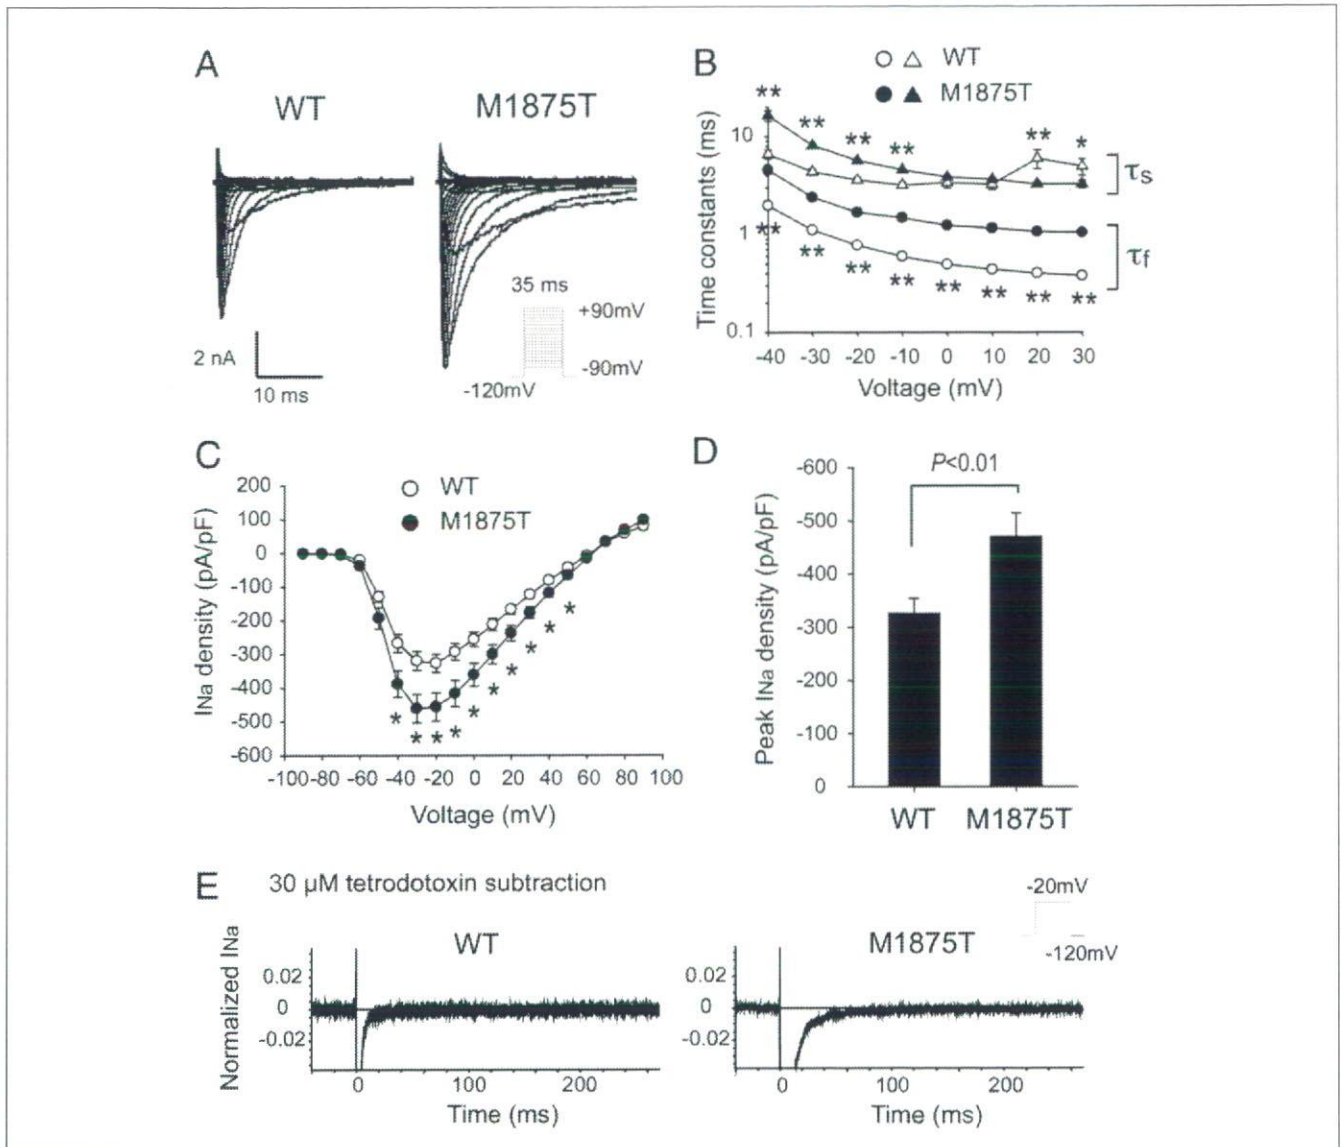 A
WT
M1875T
35 ms
+90mV
-90mV
-120mV
2 nA
10 ms
B
WT
M1875T
Time constants (ms)
10
1
0.1
** ** ** ** ** *
** ** ** ** ** ** ** **
τs
τf
-40 -30 -20 -10 0 10 20 30
Voltage (mV)
C
WT
M1875T
INa density (pA/pF)
200
100
0
-100
-200
-300
-400
-500
-600
* * * * * * * * * *
-100 -80 -60 -40 -20 0 20 40 60 80 100
Voltage (mV)
D
P<0.01
Peak INa density (pA/pF)
-600
-500
-400
-300
-200
-100
0
WT M1875T
E
30 µM tetrodotoxin subtraction
-20mV
-120mV
WT
Normalized INa
0.02
0
-0.02
0 100 200
Time (ms)
M1875T
0.02
0
-0.02
0 100 200
Time (ms)